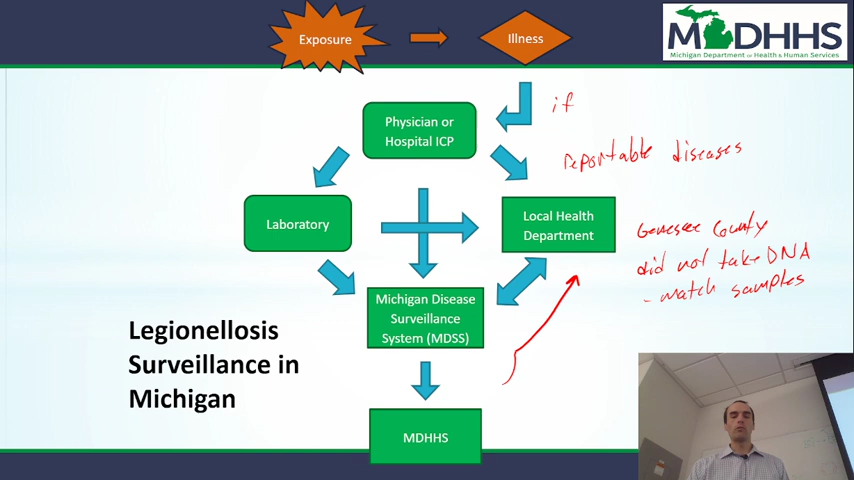 Exposure
Illness
MDHHS
Michigan Department of Health & Human Services
if
Physician or
Hospital ICP
reportable diseases
Laboratory
Local Health
Department
Genesee County
did not take DNA
- match samples
Michigan Disease
Surveillance
System (MDSS)
Legionellosis
Surveillance in
Michigan
MDHHS